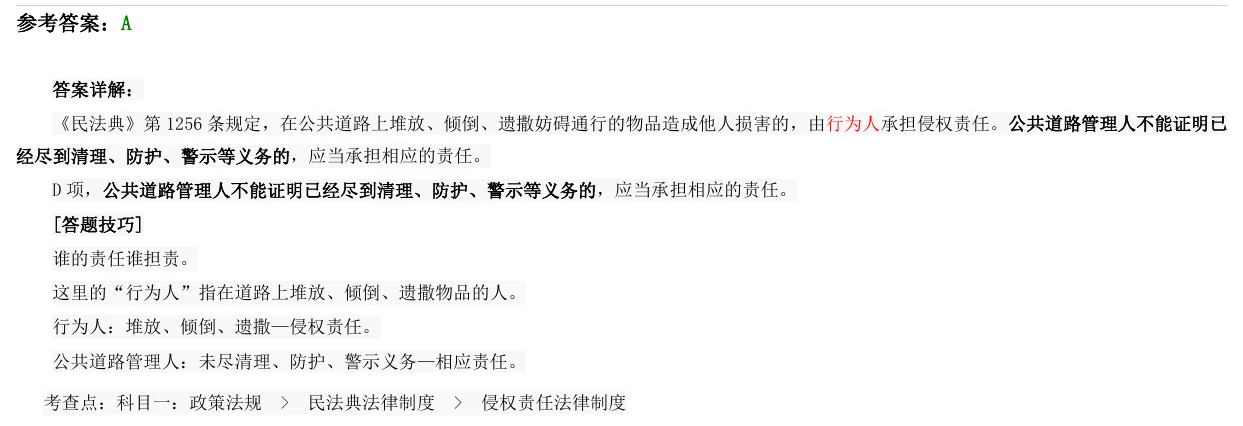 参考答案：A
答案详解：
《民法典》第 1256 条规定，在公共道路上堆放、倾倒、遗撒妨碍通行的物品造成他人损害的，由行为人承担侵权责任。公共道路管理人不能证明已
经尽到清理、防护、警示等义务的，应当承担相应的责任。
D 项，公共道路管理人不能证明已经尽到清理、防护、警示等义务的，应当承担相应的责任。
[答题技巧]
谁的责任谁担责。
这里的“行为人”指在道路上堆放、倾倒、遗撒物品的人。
行为人：堆放、倾倒、遗撒—侵权责任。
公共道路管理人：未尽清理、防护、警示义务—相应责任。
考查点：科目一：政策法规 > 民法典法律制度 > 侵权责任法律制度